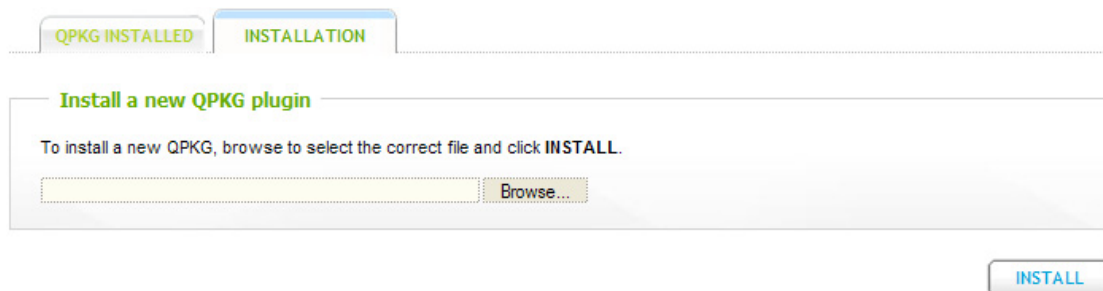 QPKG INSTALLED
INSTALLATION
Install a new QPKG plugin
To install a new QPKG, browse to select the correct file and click INSTALL.
Browse...
INSTALL